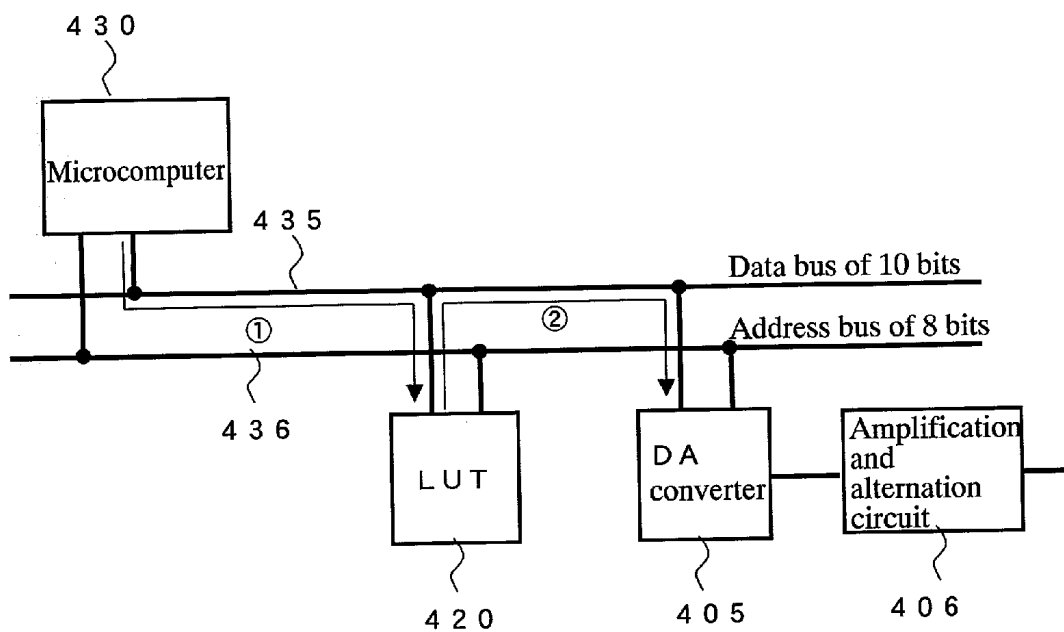 430
Microcomputer
435
Data bus of 10 bits
①
②
Address bus of 8 bits
436
LUT
DA
converter
Amplification
and
alternation
circuit
420
405
406